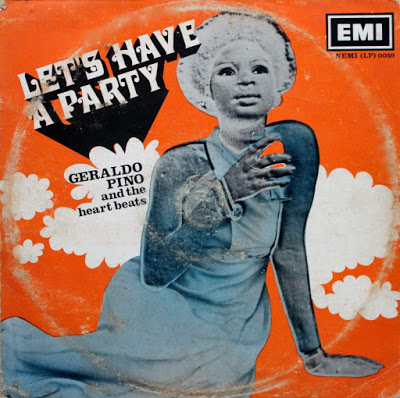 LET'S HAVE
A PARTY
EMI
NEMI (LP) 0050
GERALDO
PINO
and the
heart beats